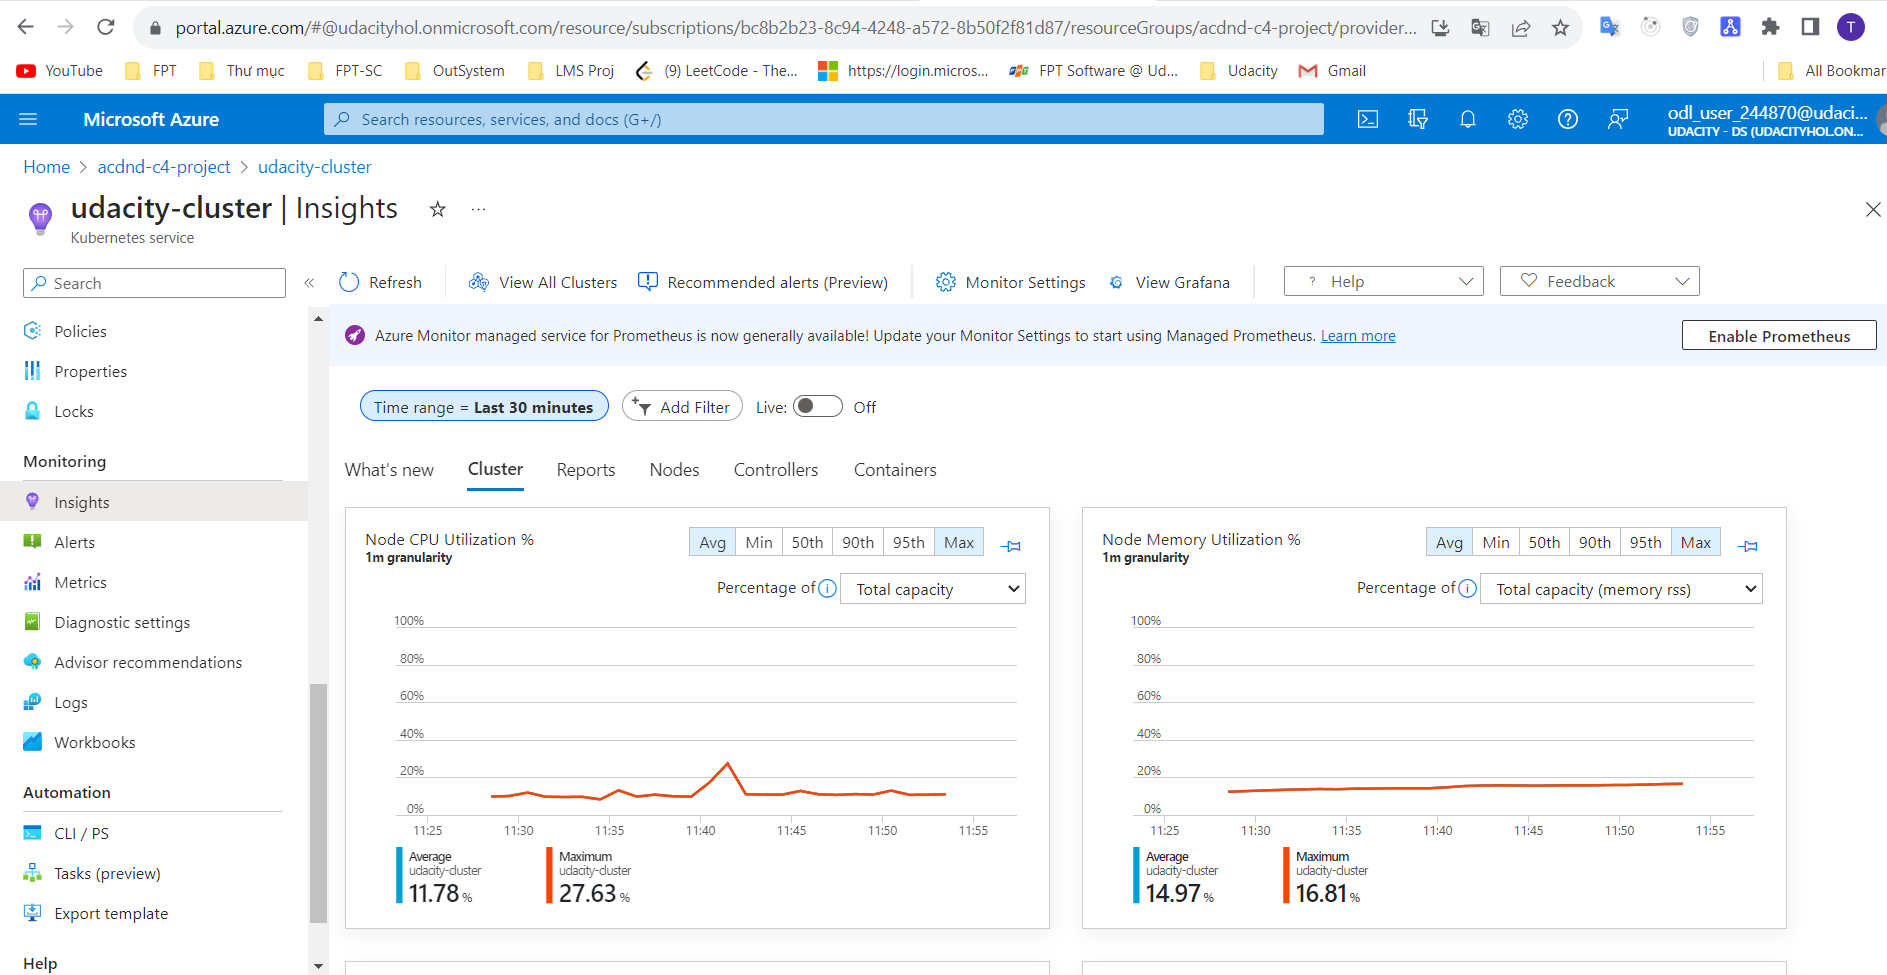 portal.azure.com/#@udacityhol.onmicrosoft.com/resource/subscriptions/bc8b2b23-8c94-4248-a572-8b50f2f81d87/resourceGroups/acdnd-c4-project/provider...
T
YouTube FPT Thư mục FPT-SC OutSystem LMS Proj (9) LeetCode - The... https://login.micros... FPT Software @ Ud... Udacity Gmail All Bookmar
Microsoft Azure
Search resources, services, and docs (G+/)
odl_user_244870@udaci...
UDACITY - DS (UDACITYHOL.ON...
Home > acdnd-c4-project > udacity-cluster
udacity-cluster | Insights ☆ ...
Kubernetes service
Search «
Refresh View All Clusters Recommended alerts (Preview) Monitor Settings View Grafana ? Help Feedback
Policies
Properties
Locks
Monitoring
Insights
Alerts
Metrics
Diagnostic settings
Advisor recommendations
Logs
Workbooks
Automation
CLI / PS
Tasks (preview)
Export template
Help
Azure Monitor managed service for Prometheus is now generally available! Update your Monitor Settings to start using Managed Prometheus. Learn more
Enable Prometheus
Time range = Last 30 minutes Add Filter Live: Off
What's new Cluster Reports Nodes Controllers Containers
Node CPU Utilization %
1m granularity
Avg Min 50th 90th 95th Max
Percentage of Total capacity
100%
80%
60%
40%
20%
0%
11:25 11:30 11:35 11:40 11:45 11:50 11:55
Average
udacity-cluster
11.78 %
Maximum
udacity-cluster
27.63 %
Node Memory Utilization %
1m granularity
Avg Min 50th 90th 95th Max
Percentage of Total capacity (memory rss)
100%
80%
60%
40%
20%
0%
11:25 11:30 11:35 11:40 11:45 11:50 11:55
Average
udacity-cluster
14.97 %
Maximum
udacity-cluster
16.81 %